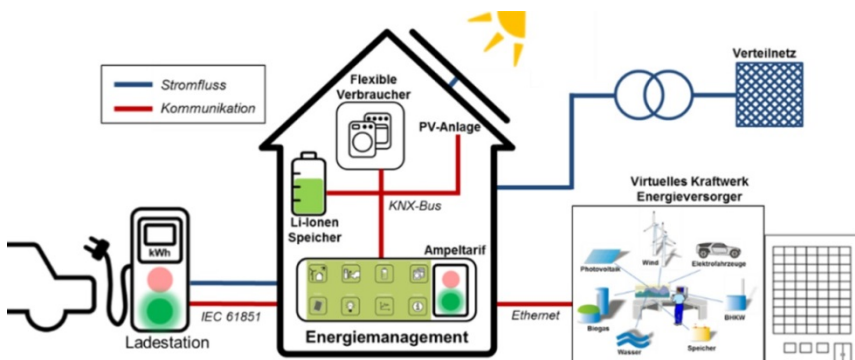 Stromfluss
Kommunikation
Flexible
Verbraucher
PV-Anlage
Verteilnetz
KNX-Bus
Li-Ionen
Speicher
Ampeltarif
kWh
IEC 61851
Ladestation
Energiemanagement
Ethernet
Virtuelles Kraftwerk
Energieversorger
Wind
Elektrofahrzeuge
Photovoltaik
BHKW
Biogas
Wasser
Speicher